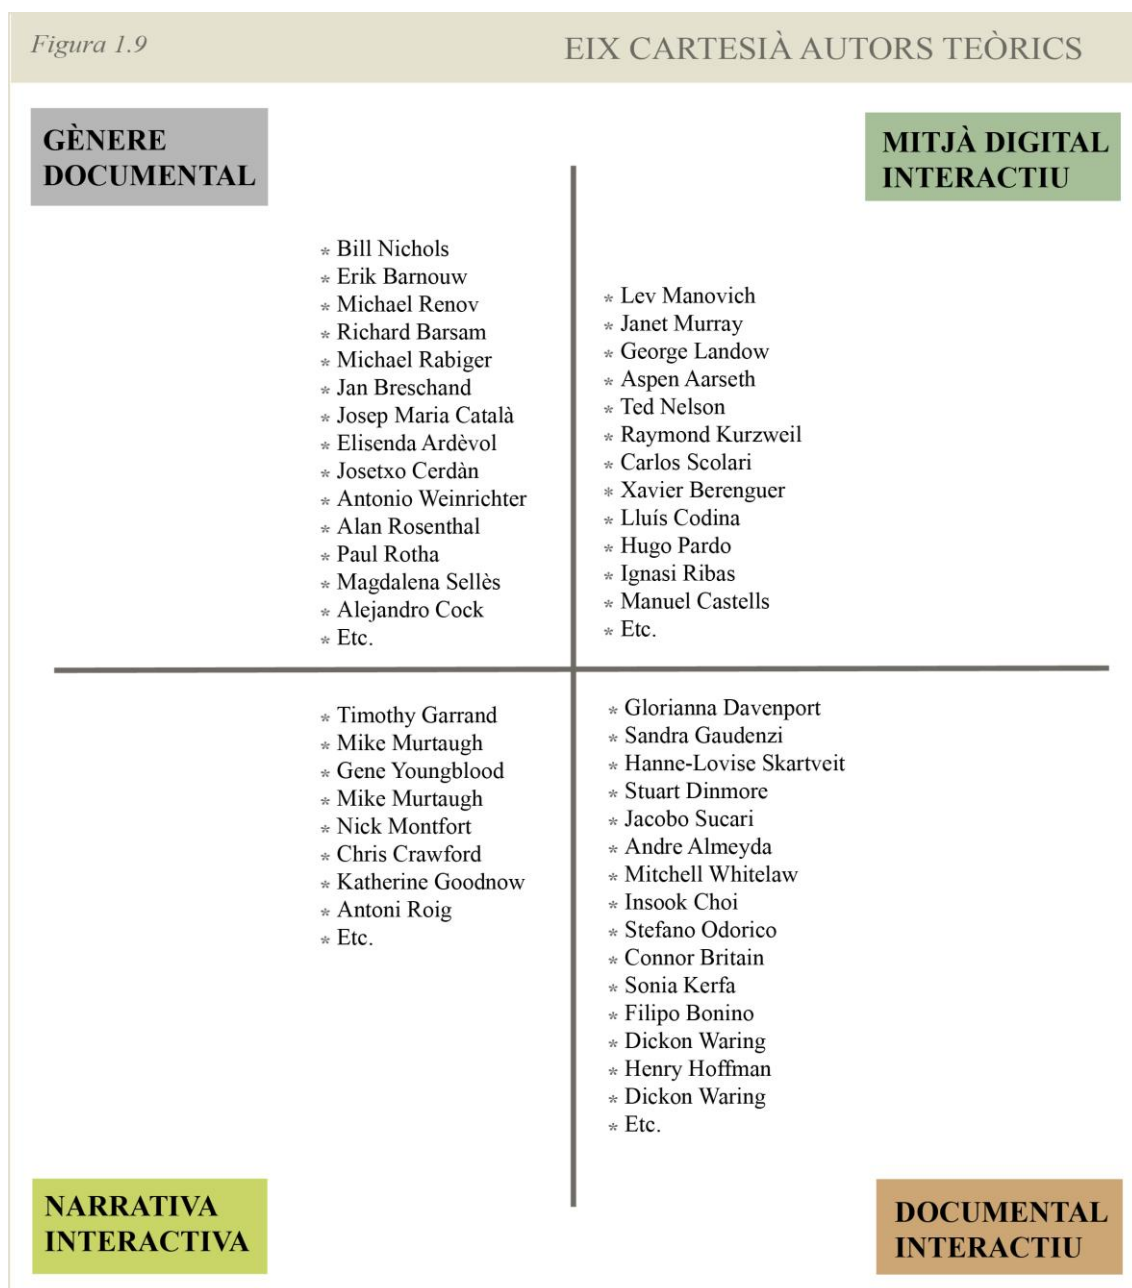 Figura 1.9
EIX CARTESIÀ AUTORS TEÒRICS
GÈNERE
DOCUMENTAL
MITJÀ DIGITAL
INTERACTIU
* Bill Nichols
* Erik Barnouw
* Michael Renov
* Richard Barsam
* Michael Rabiger
* Jan Breschand
* Josep Maria Català
* Elisenda Ardèvol
* Josetxo Cerdàn
* Antonio Weinrichter
* Alan Rosenthal
* Paul Rotha
* Magdalena Sellès
* Alejandro Cock
* Etc.
* Lev Manovich
* Janet Murray
* George Landow
* Aspen Aarseth
* Ted Nelson
* Raymond Kurzweil
* Carlos Scolari
* Xavier Berenguer
* Lluís Codina
* Hugo Pardo
* Ignasi Ribas
* Manuel Castells
* Etc.
* Timothy Garrand
* Mike Murtaugh
* Gene Youngblood
* Mike Murtaugh
* Nick Montfort
* Chris Crawford
* Katherine Goodnow
* Antoni Roig
* Etc.
* Glorianna Davenport
* Sandra Gaudenzi
* Hanne-Lovise Skartveit
* Stuart Dinmore
* Jacobo Sucari
* Andre Almeyda
* Mitchell Whitelaw
* Insook Choi
* Stefano Odorico
* Connor Britain
* Sonia Kerfa
* Filipo Bonino
* Dickon Waring
* Henry Hoffman
* Dickon Waring
* Etc.
NARRATIVA
INTERACTIVA
DOCUMENTAL
INTERACTIU